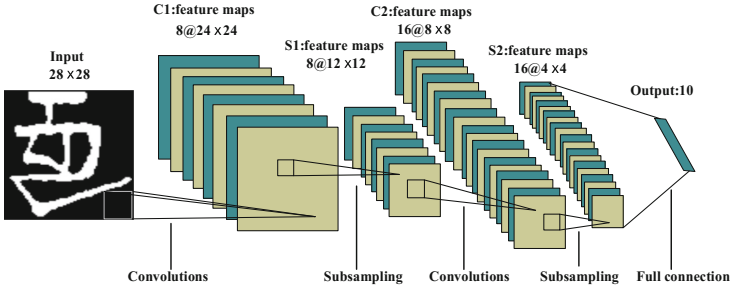 C1:feature maps
8@24×24
C2:feature maps
16@8×8
S1:feature maps
8@12×12
S2:feature maps
16@4×4
Input
28×28
Output:10
Convolutions
Subsampling
Convolutions
Subsampling
Full connection